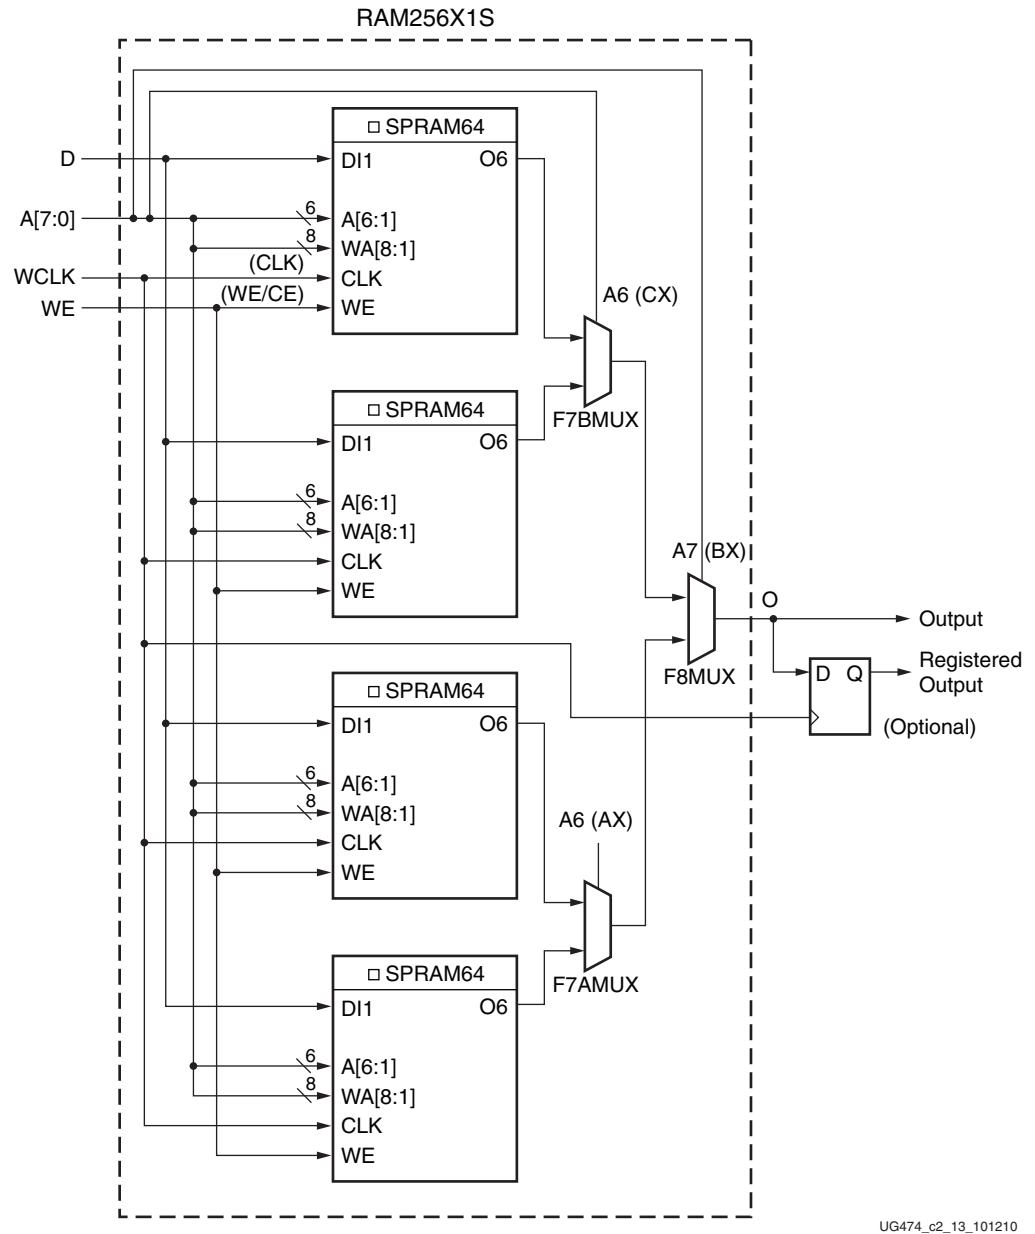 RAM256X1S
SPRAM64
D
DI1
O6
A[7:0]
6
A[6:1]
8
WA[8:1]
WCLK
(CLK)
CLK
WE
(WE/CE)
WE
A6 (CX)
F7BMUX
SPRAM64
DI1
O6
6
A[6:1]
8
WA[8:1]
CLK
WE
A7 (BX)
O
Output
F8MUX
D Q
Registered
Output
(Optional)
SPRAM64
DI1
O6
6
A[6:1]
8
WA[8:1]
CLK
WE
A6 (AX)
F7AMUX
SPRAM64
DI1
O6
6
A[6:1]
8
WA[8:1]
CLK
WE
UG474_c2_13_101210